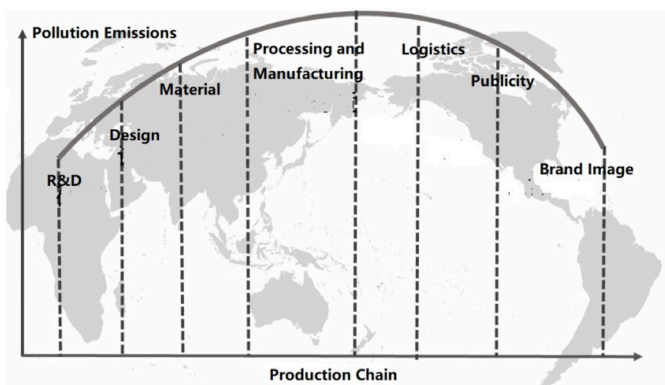 Pollution Emissions
Processing and
Manufacturing
Logistics
Material
Publicity
Design
R&D
Brand Image
Production Chain